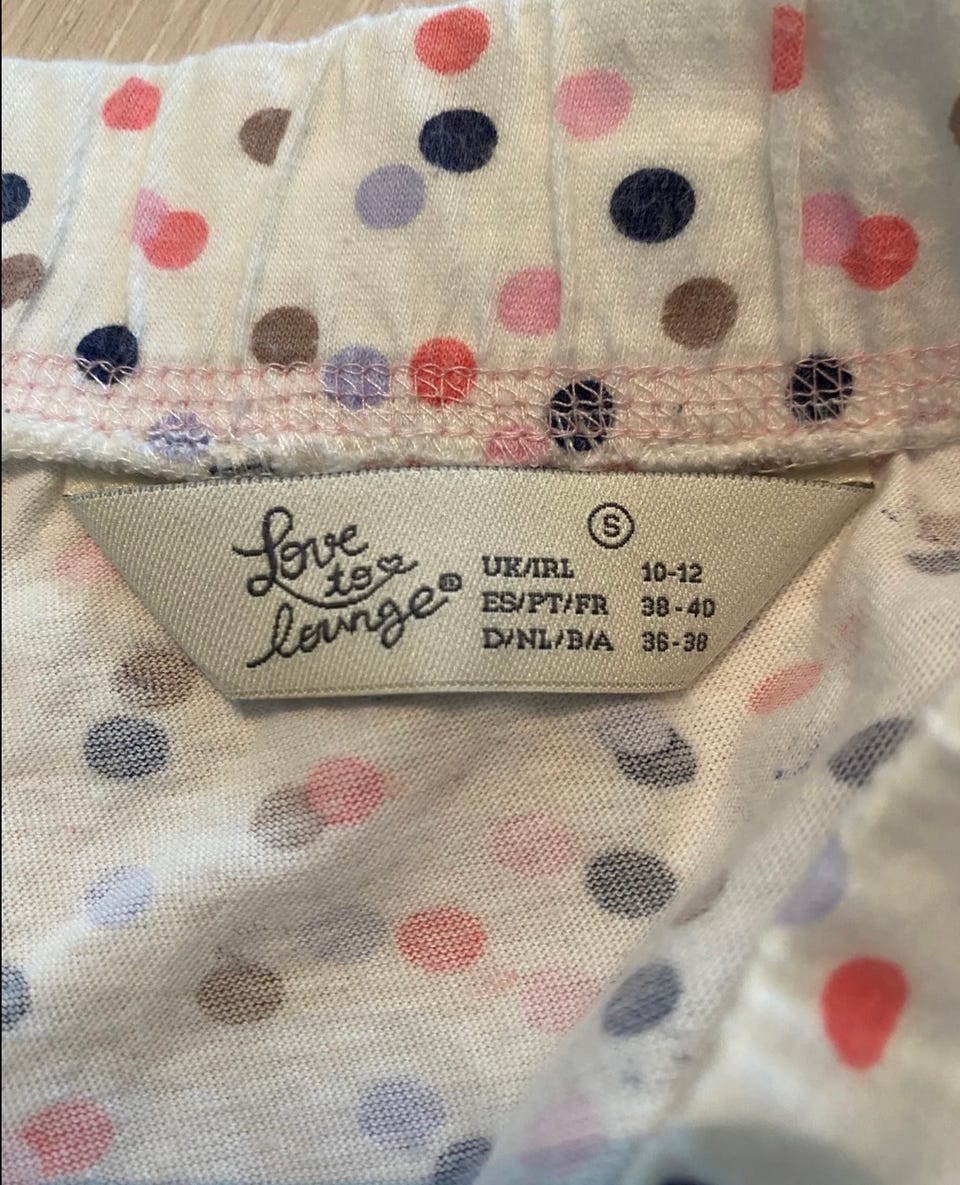 Love
to
lounge®
S
UK/IRL 10-12
ES/PT/FR 38-40
D/NL/B/A 36-38